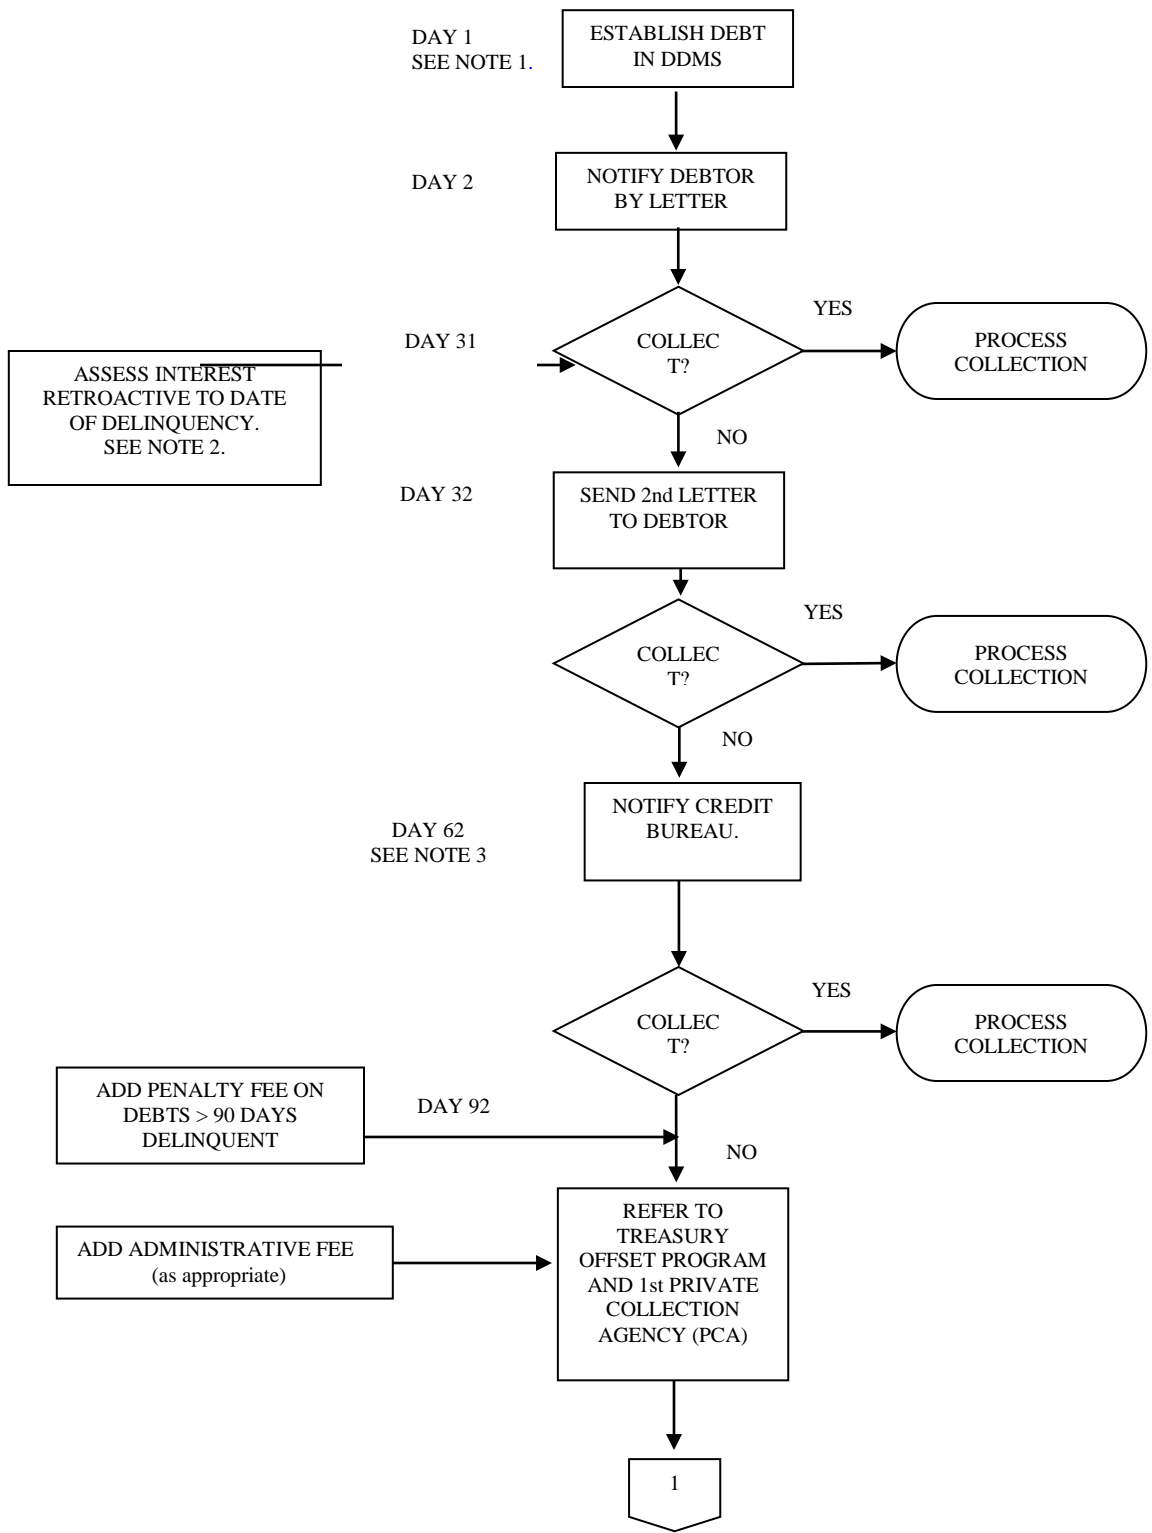 DAY 1
SEE NOTE 1.
ESTABLISH DEBT
IN DDMS
DAY 2
NOTIFY DEBTOR
BY LETTER
DAY 31
COLLEC
T?
YES
PROCESS
COLLECTION
ASSESS INTEREST
RETROACTIVE TO DATE
OF DELINQUENCY.
SEE NOTE 2.
NO
DAY 32
SEND 2nd LETTER
TO DEBTOR
COLLEC
T?
YES
PROCESS
COLLECTION
NO
DAY 62
SEE NOTE 3
NOTIFY CREDIT
BUREAU.
COLLEC
T?
YES
PROCESS
COLLECTION
ADD PENALTY FEE ON
DEBTS > 90 DAYS
DELINQUENT
DAY 92
NO
ADD ADMINISTRATIVE FEE
(as appropriate)
REFER TO
TREASURY
OFFSET PROGRAM
AND 1st PRIVATE
COLLECTION
AGENCY (PCA)
1